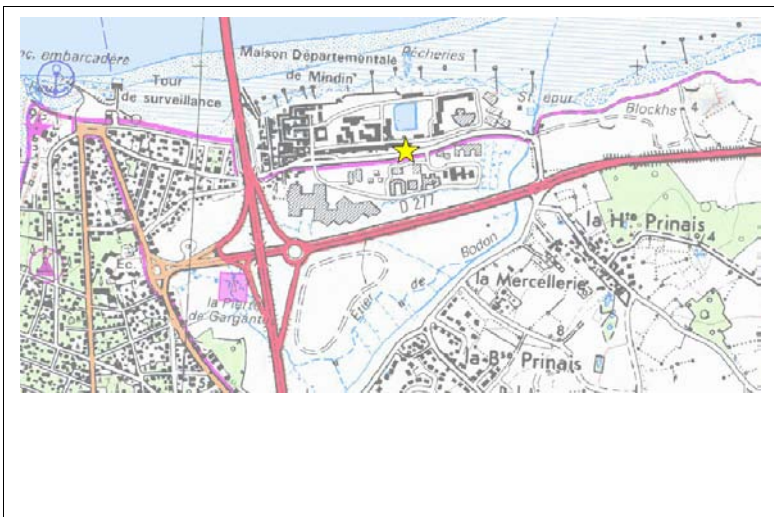 embarcadère
Maison Départementale
de Mindin
Pêcheries
Tour
de surveillance
St. épur.
Blockhs
4
D 277
la Hte Prinais
4
Ec.
Etier de Bodon
la Mercellerie
la Pierre
de Gargantua
8
la Bse Prinais